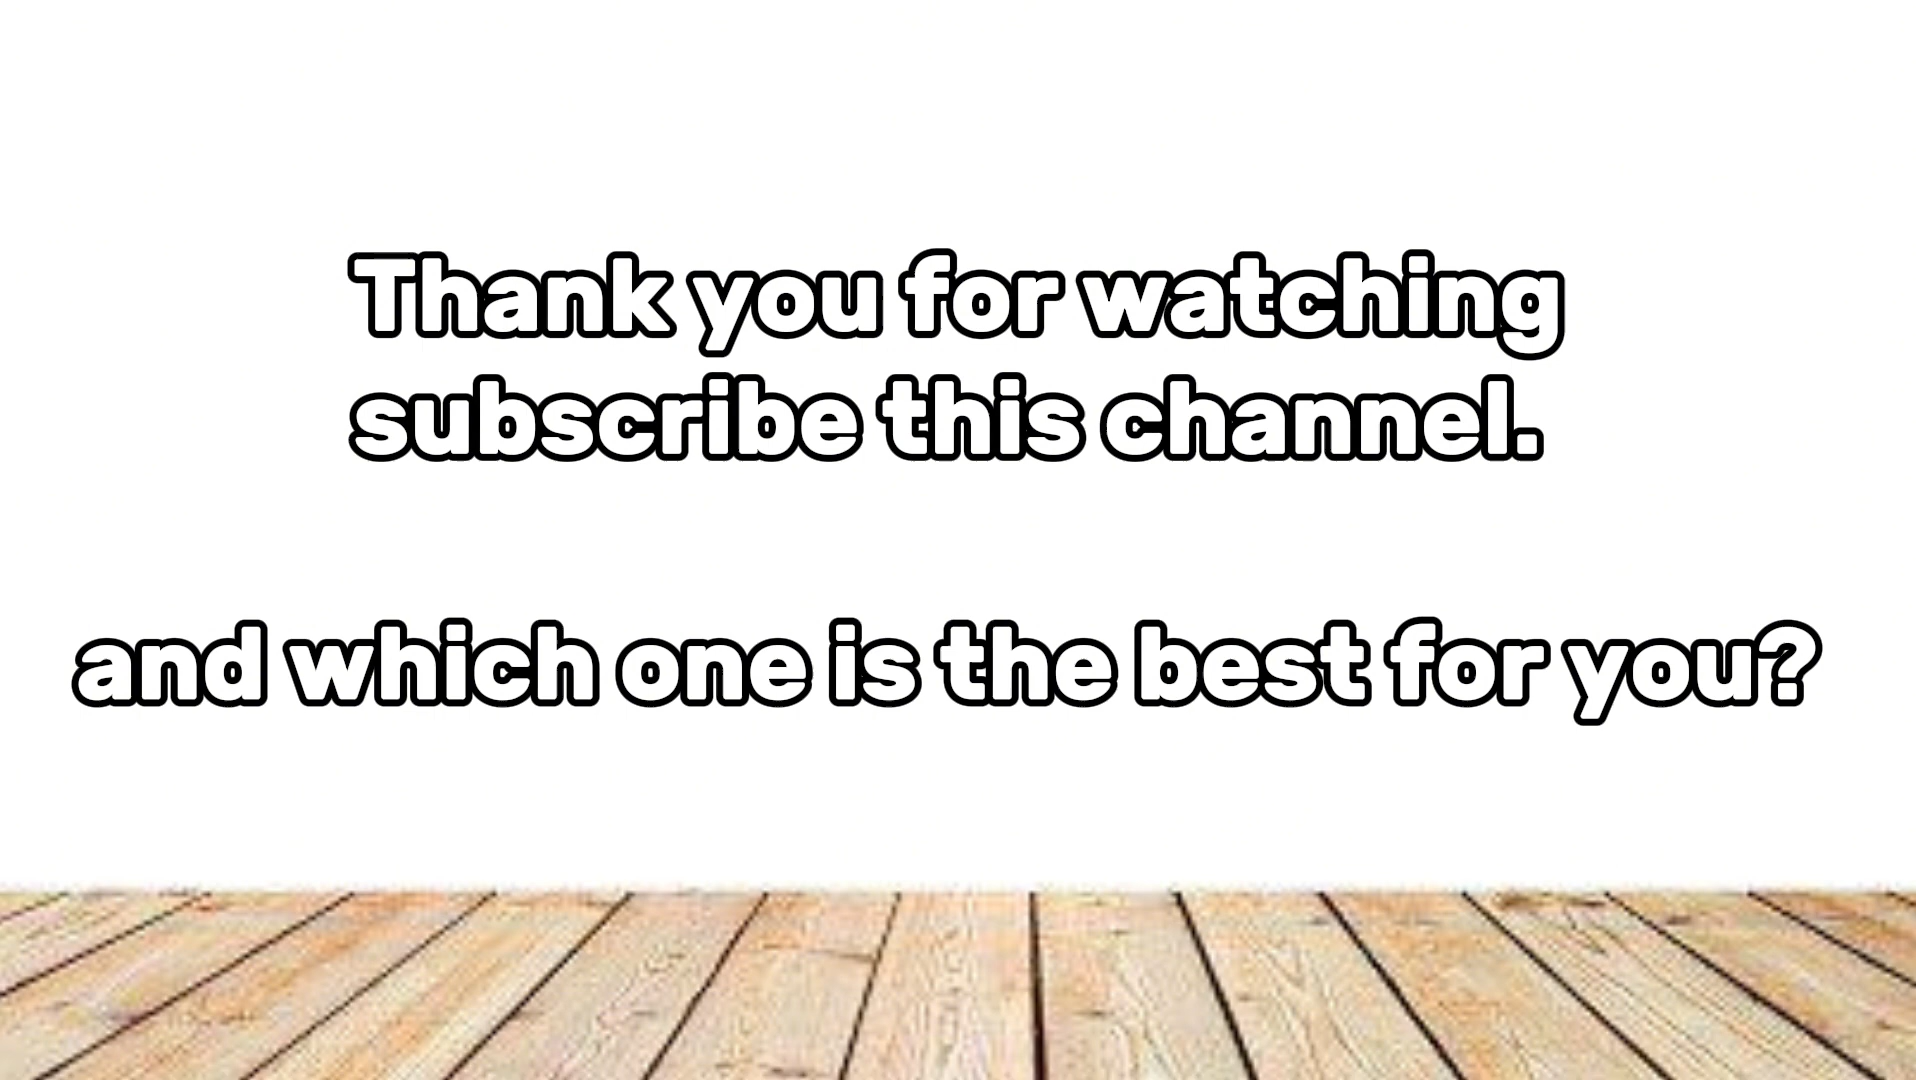 Thank you for watching
subscribe this channel.
and which one is the best for you?